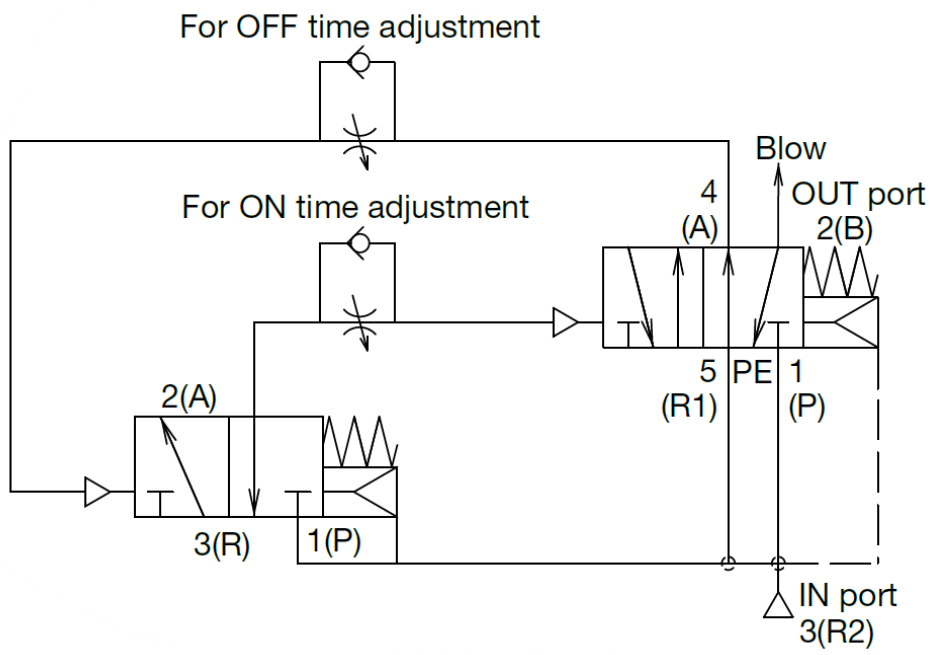 For OFF time adjustment
Blow
4
(A)
OUT port
2(B)
For ON time adjustment
5
(R1)
PE
1
(P)
2(A)
3(R)
1(P)
IN port
3(R2)